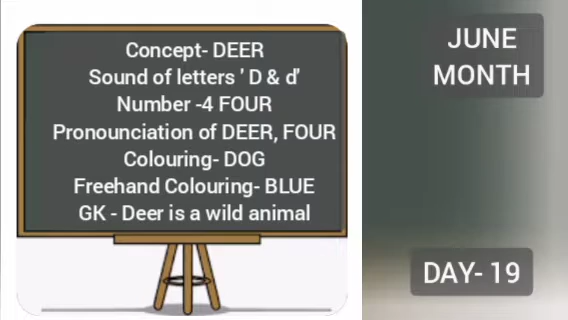 Concept- DEER
Sound of letters ' D & d'
Number -4 FOUR
Pronounciation of DEER, FOUR
Colouring- DOG
Freehand Colouring- BLUE
GK - Deer is a wild animal
JUNE
MONTH
DAY- 19